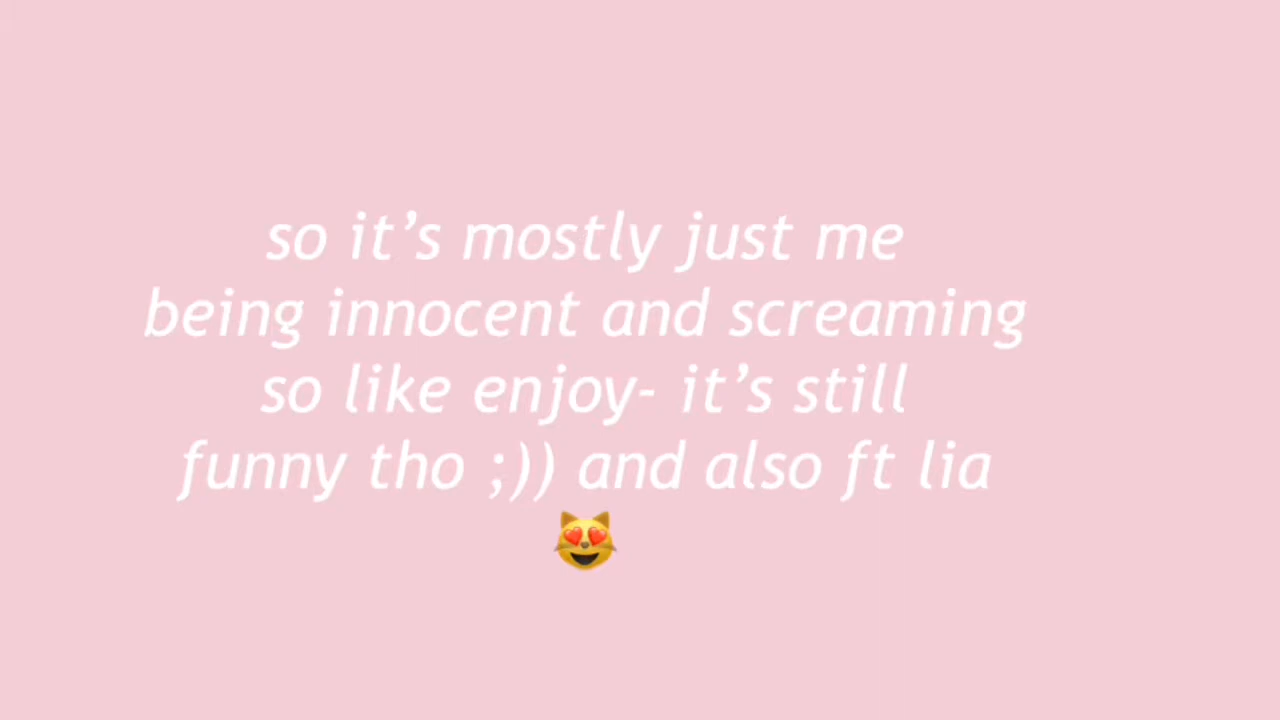 so it’s mostly just me
being innocent and screaming
so like enjoy- it’s still
funny tho ;)) and also ft lia
😻